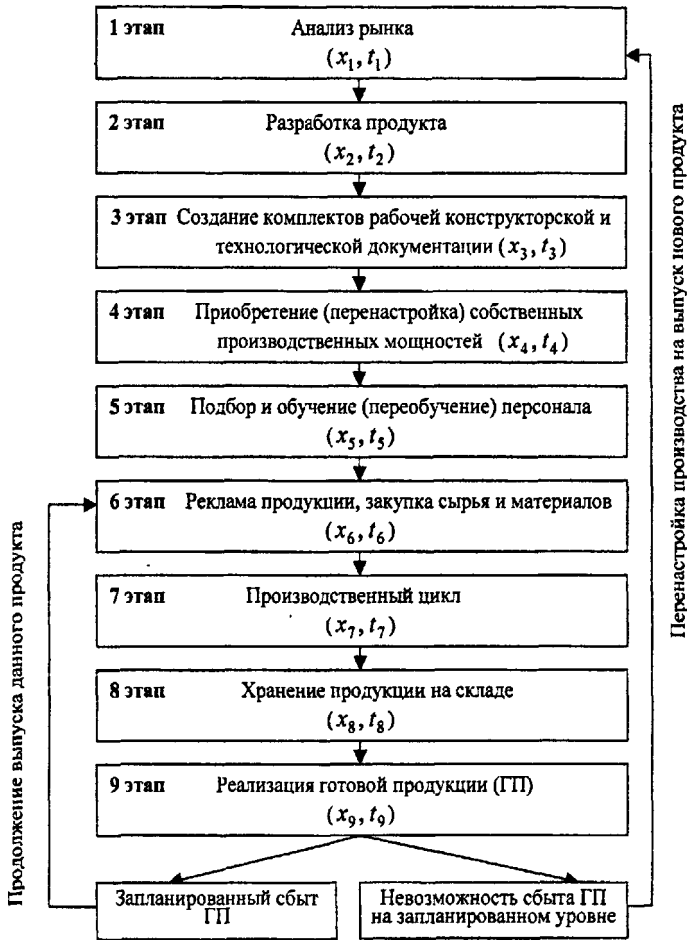 1 этап Анализ рынка
(x₁, t₁)
2 этап Разработка продукта
(x₂, t₂)
3 этап Создание комплектов рабочей конструкторской и
технологической документации (x₃, t₃)
4 этап Приобретение (перенастройка) собственных
производственных мощностей (x₄, t₄)
5 этап Подбор и обучение (переобучение) персонала
(x₅, t₅)
6 этап Реклама продукции, закупка сырья и материалов
(x₆, t₆)
7 этап Производственный цикл
(x₇, t₇)
8 этап Хранение продукции на складе
(x₈, t₈)
9 этап Реализация готовой продукции (ГП)
(x₉, t₉)
Запланированный сбыт
ГП
Невозможность сбыта ГП
на запланированном уровне
Продолжение выпуска данного продукта
Перенастройка производства на выпуск нового продукта